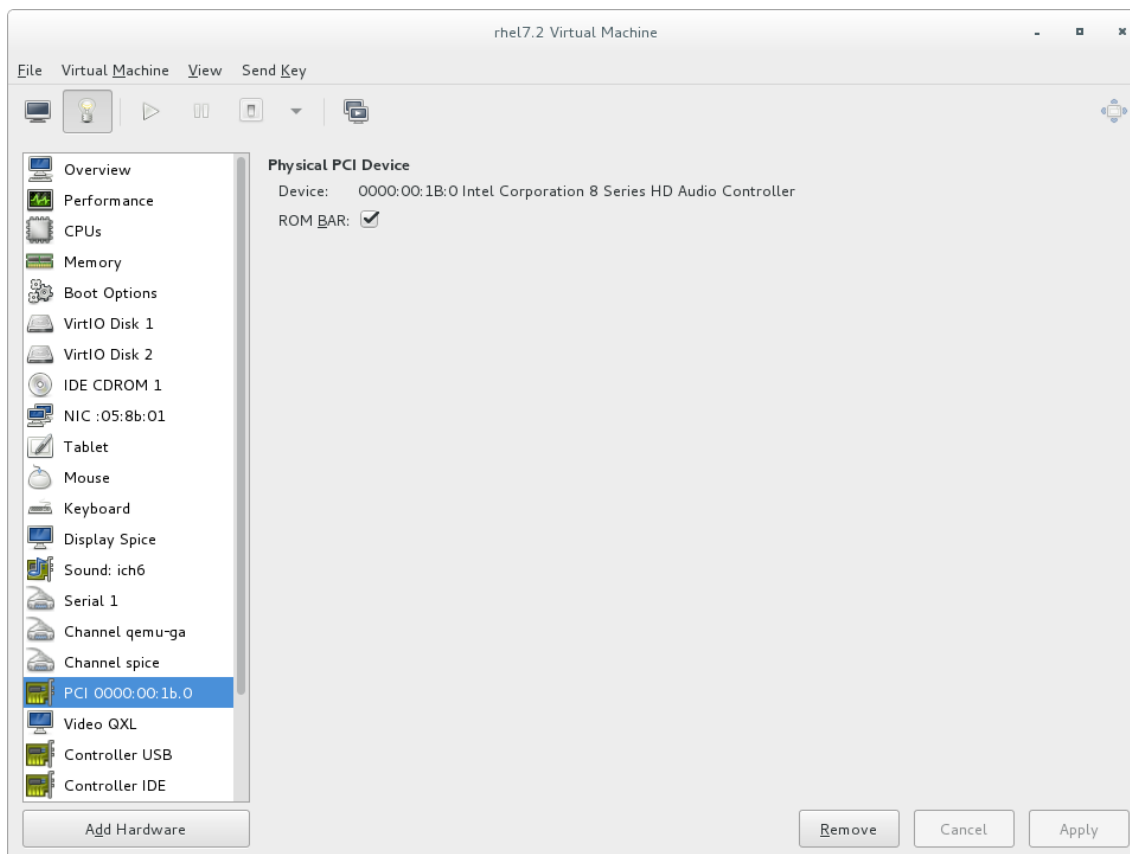 rhel7.2 Virtual Machine
File Virtual Machine View Send Key
Overview
Performance
CPUs
Memory
Boot Options
VirtIO Disk 1
VirtIO Disk 2
IDE CDROM 1
NIC :05:8b:01
Tablet
Mouse
Keyboard
Display Spice
Sound: ich6
Serial 1
Channel qemu-ga
Channel spice
PCI 0000:00:1b.0
Video QXL
Controller USB
Controller IDE
Add Hardware
Physical PCI Device
Device: 0000:00:1B:0 Intel Corporation 8 Series HD Audio Controller
ROM BAR:
Remove Cancel Apply